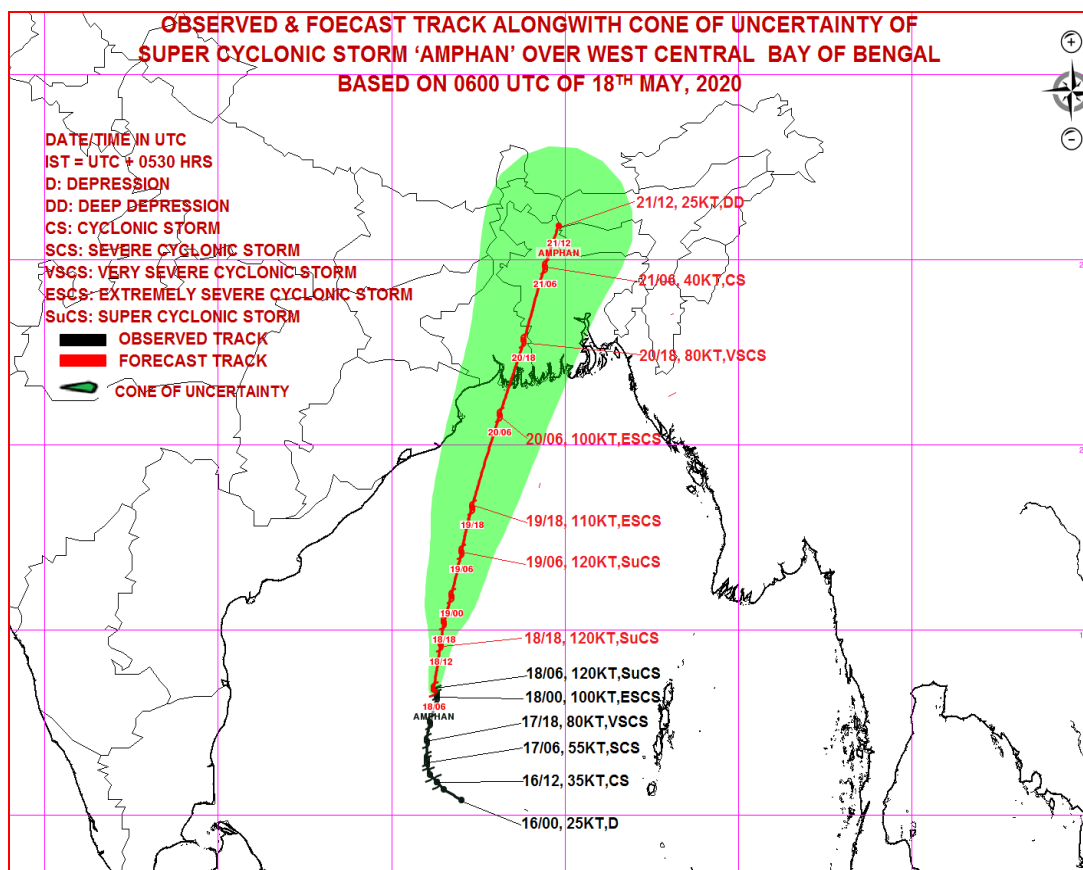 OBSERVED & FOECAST TRACK ALONGWITH CONE OF UNCERTAINTY OF
SUPER CYCLONIC STORM ‘AMPHAN’ OVER WEST CENTRAL BAY OF BENGAL
BASED ON 0600 UTC OF 18TH MAY, 2020
DATE/TIME IN UTC
IST = UTC + 0530 HRS
D: DEPRESSION
DD: DEEP DEPRESSION
CS: CYCLONIC STORM
SCS: SEVERE CYCLONIC STORM
VSCS: VERY SEVERE CYCLONIC STORM
ESCS: EXTREMELY SEVERE CYCLONIC STORM
SuCS: SUPER CYCLONIC STORM
OBSERVED TRACK
FORECAST TRACK
CONE OF UNCERTAINTY
21/12, 25KT,DD
21/12
AMPHAN
21/06, 40KT,CS
21/06
20/18, 80KT,VSCS
20/18
20/06, 100KT,ESCS
20/06
19/18, 110KT,ESCS
19/18
19/06, 120KT,SuCS
19/06
19/00
18/18, 120KT,SuCS
18/18
18/12
18/06, 120KT,SuCS
18/00, 100KT,ESCS
18/06
AMPHAN
17/18, 80KT,VSCS
17/06, 55KT,SCS
16/12, 35KT,CS
16/00, 25KT,D